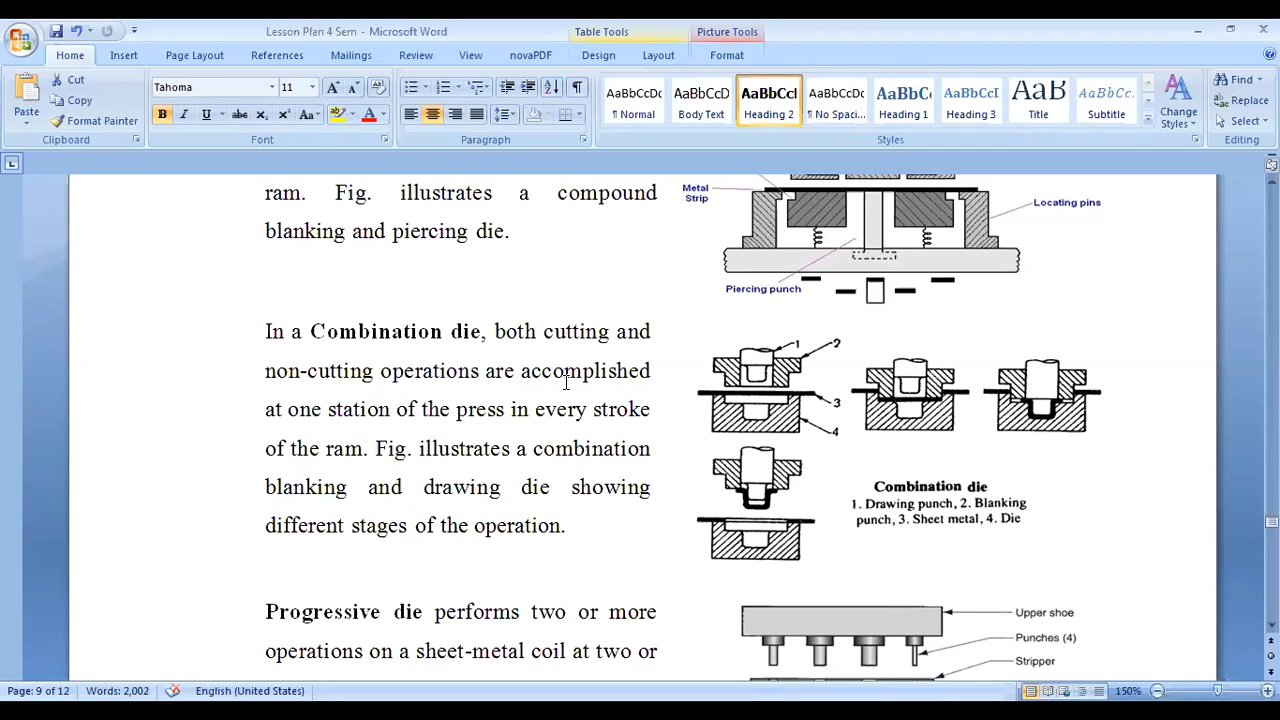 Lesson Plan 4 Sem - Microsoft Word
Table Tools
Picture Tools
Home
Insert
Page Layout
References
Mailings
Review
View
novaPDF
Design
Layout
Format
Paste
Cut
Copy
Format Painter
Clipboard
Tahoma
11
Font
Paragraph
AaBbCcDc
¶ Normal
AaBbCcD
Body Text
AaBbCcI
Heading 2
AaBbCcDc
¶ No Spaci...
AaBbC
Heading 1
AaBbCcI
Heading 3
AaB
Title
AaBbCc.
Subtitle
Change
Styles
Styles
Find
Replace
Select
Editing
ram. Fig. illustrates a compound
blanking and piercing die.
Metal
Strip
Locating pins
Piercing punch
In a Combination die, both cutting and
non-cutting operations are accomplished
at one station of the press in every stroke
of the ram. Fig. illustrates a combination
blanking and drawing die showing
different stages of the operation.
1
2
3
4
Combination die
1. Drawing punch, 2. Blanking
punch, 3. Sheet metal, 4. Die
Progressive die performs two or more
operations on a sheet-metal coil at two or
Upper shoe
Punches (4)
Stripper
Page: 9 of 12
Words: 2,002
English (United States)
150%